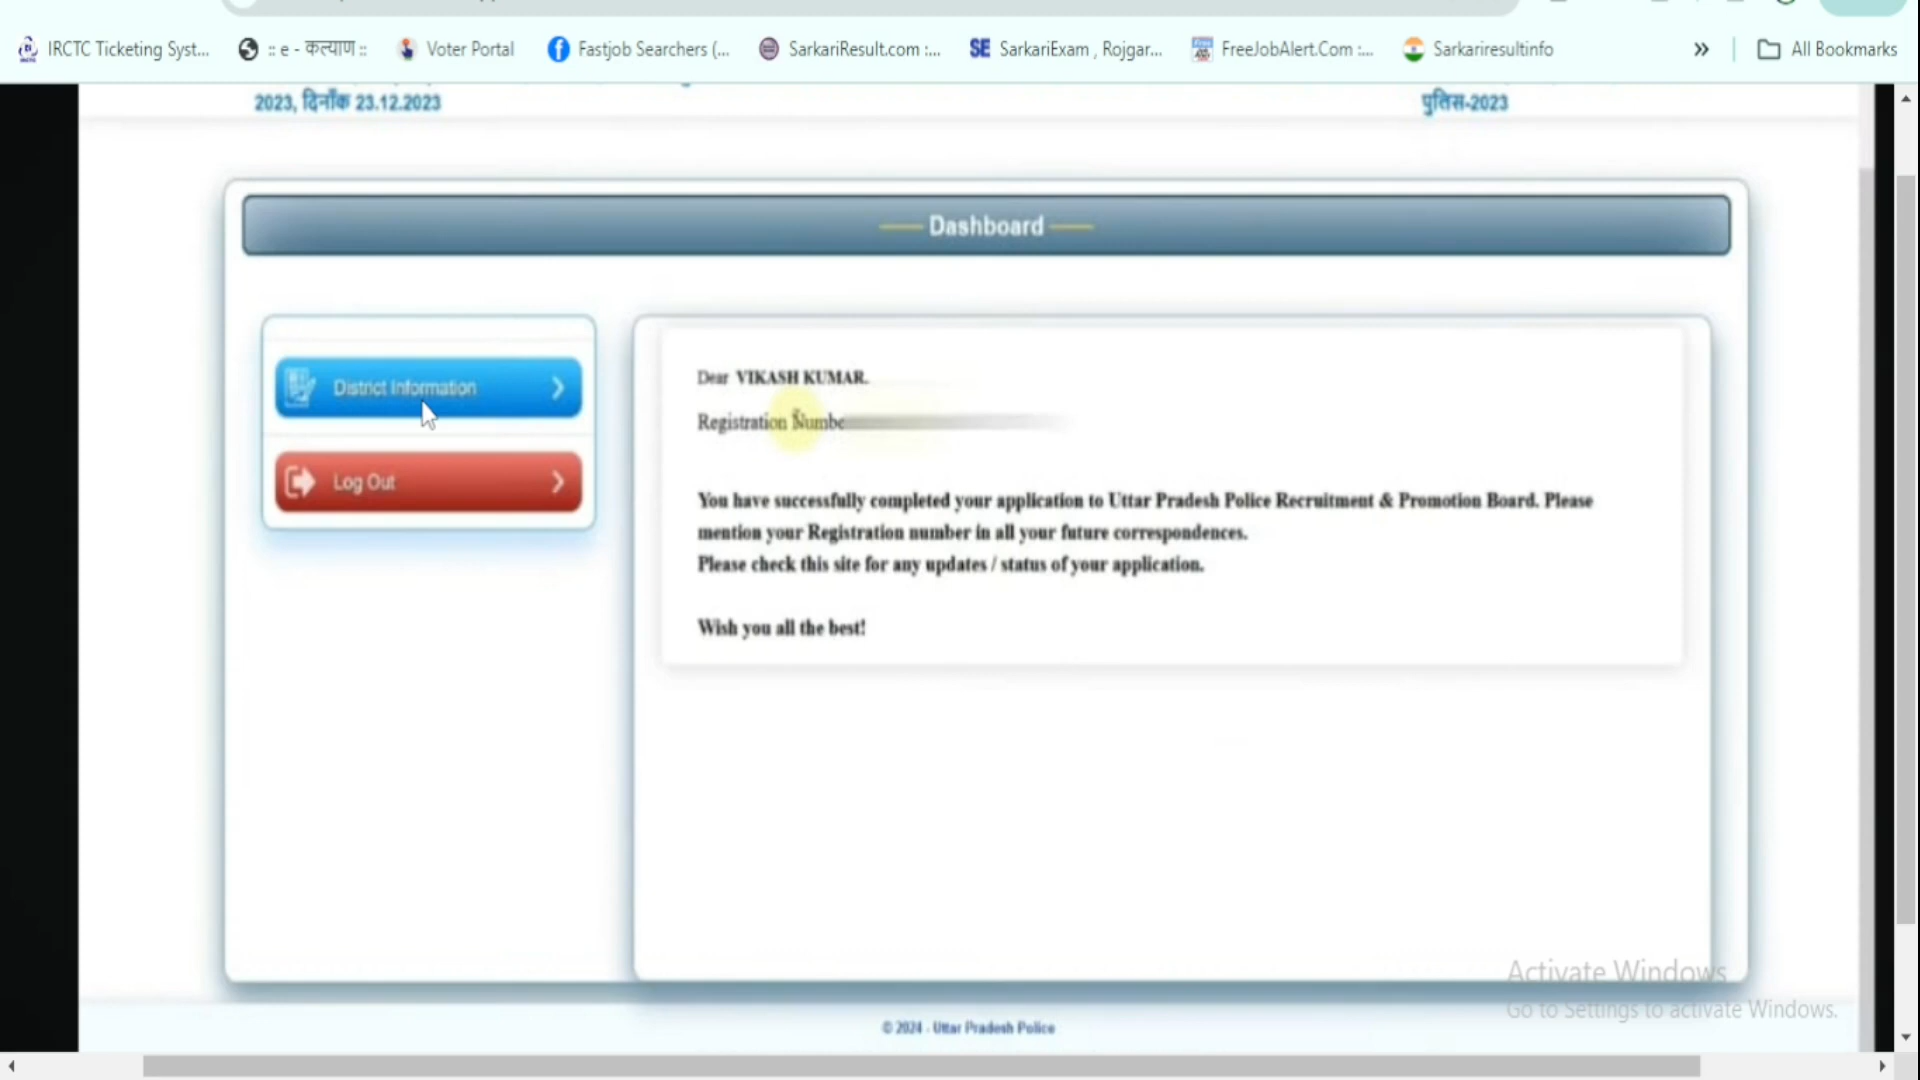 IRCTC Ticketing Syst...
:: e - कल्याण ::
Voter Portal
Fastjob Searchers (...
SarkariResult.com :...
SE SarkariExam , Rojgar...
FreeJobAlert.Com :...
Sarkariresultinfo
»
All Bookmarks
2023, दिनाँक 23.12.2023
पुलिस-2023
Dashboard
District Information
Log Out
Dear VIKASH KUMAR.
Registration Numbe
You have successfully completed your application to Uttar Pradesh Police Recruitment & Promotion Board. Please
mention your Registration number in all your future correspondences.
Please check this site for any updates / status of your application.
Wish you all the best!
Activate Windows
Go to Settings to activate Windows.
© 2024 - Uttar Pradesh Police